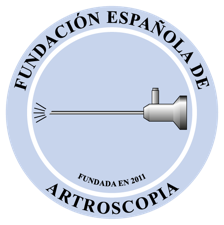 FUNDACIÓN ESPAÑOLA DE
ARTROSCOPIA
FUNDADA EN 2011